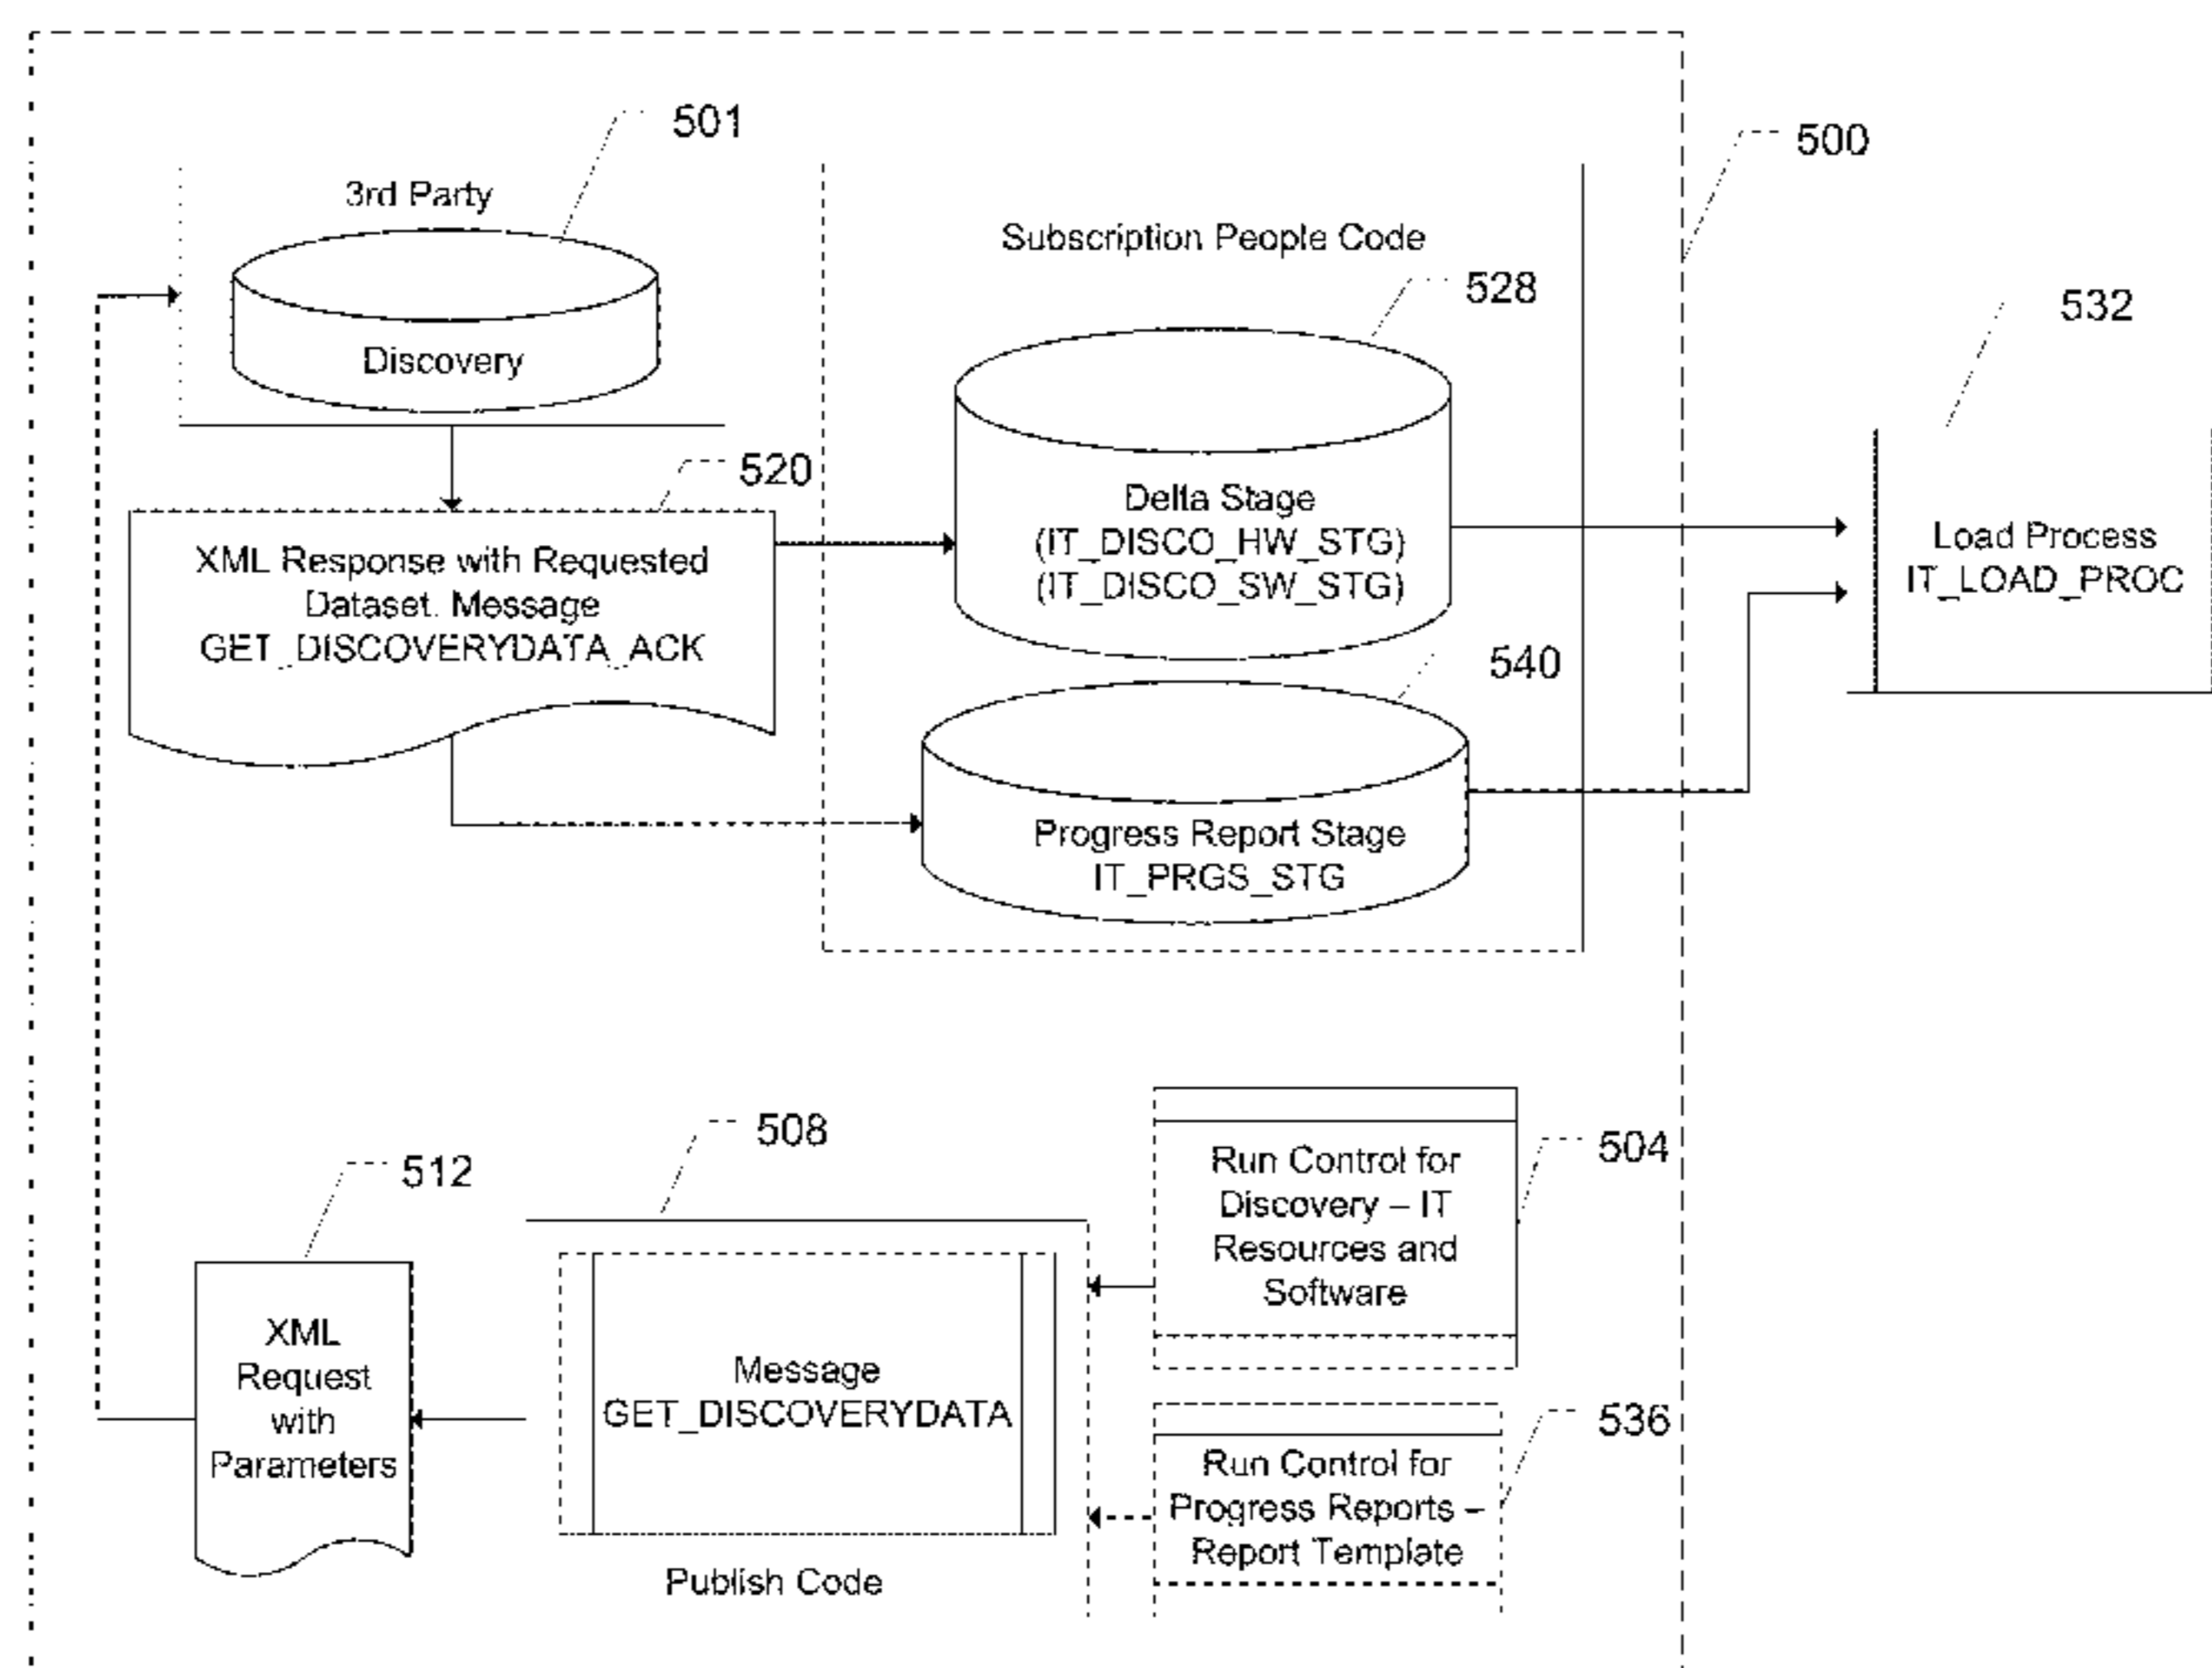 501
500
3rd Party
Subscription People Code
528
532
Discovery
520
Delta Stage
(IT_DISCO_HW_STG)
(IT_DISCO_SW_STG)
Load Process
IT_LOAD_PROC
XML Response with Requested
Dataset. Message
GET_DISCOVERYDATA_ACK
540
Progress Report Stage
IT_PRGS_STG
508
504
512
Run Control for
Discovery – IT
Resources and
Software
XML
Request
with
Parameters
Message
GET_DISCOVERYDATA
536
Run Control for
Progress Reports –
Report Template
Publish Code